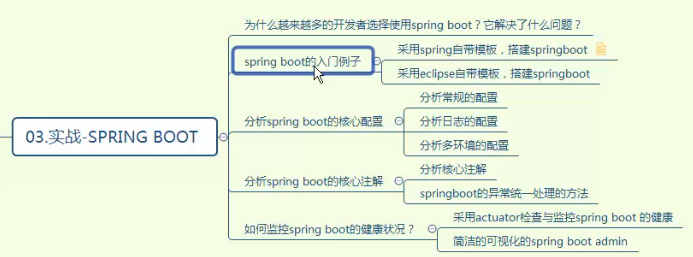 为什么越来越多的开发者选择使用spring boot？它解决了什么问题？
spring boot的入门例子
采用spring自带模板，搭建springboot
采用eclipse自带模板，搭建springboot
03.实战-SPRING BOOT
分析spring boot的核心配置
分析常规的配置
分析日志的配置
分析多环境的配置
分析spring boot的核心注解
分析核心注解
springboot的异常统一处理的方法
如何监控spring boot的健康状况？
采用actuator检查与监控spring boot 的健康
简洁的可视化的spring boot admin